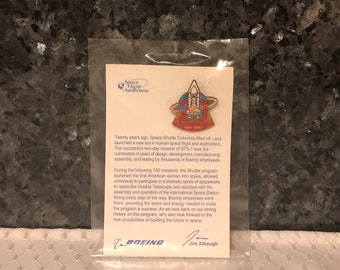 Space
Flight
Awareness
Twenty years ago, Space Shuttle Columbia lifted off - and
launched a new era in human space flight and exploration.
The successful two-day mission of STS-1 was the
culmination of years of design, development, manufacturing,
assembly, and testing by thousands of Boeing employees.
During the following 100 missions, the Shuttle program
launched the first American women into space, allowed
astronauts to participate in a dramatic series of spacewalks
to repair the Hubble Telescope and assisted with the
assembly and operation of the International Space Station.
Along every step of the way, Boeing employees were
there, providing the talent and energy needed to make
the program a success. As we look back on our strong
history on this program, let's also look forward to the
new possibilities of building the future in space.
BOEING
Jim Albaugh